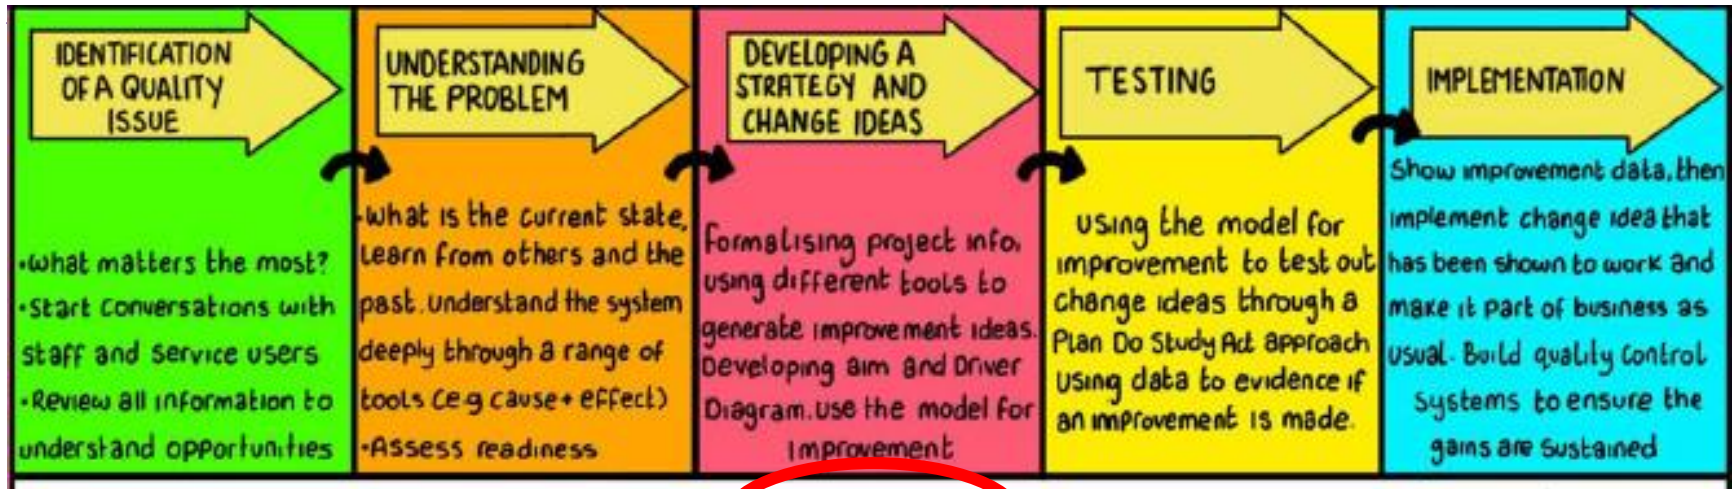 IDENTIFICATION
OF A QUALITY
ISSUE
•What matters the most?
•Start conversations with
staff and service users
•Review all information to
understand opportunities
UNDERSTANDING
THE PROBLEM
•What is the current state,
Learn from others and the
past. Understand the system
deeply through a range of
tools (eg cause+effect)
•Assess readiness
DEVELOPING A
STRATEGY AND
CHANGE IDEAS
Formalising project info,
using different tools to
generate improvement ideas.
Developing aim and Driver
Diagram. Use the model for
Improvement
TESTING
Using the model for
improvement to test out
change ideas through a
Plan Do Study Act approach
Using data to evidence if
an improvement is made.
IMPLEMENTATION
Show improvement data, then
implement change idea that
has been shown to work and
make it part of business as
usual. Build quality control
systems to ensure the
gains are sustained